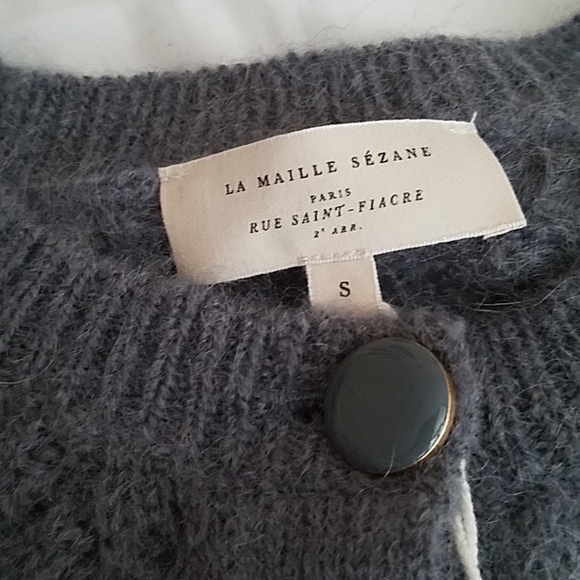 LA MAILLE SÉZANE
PARIS
RUE SAINT-FIACRE
2ᵉ ARR.
S